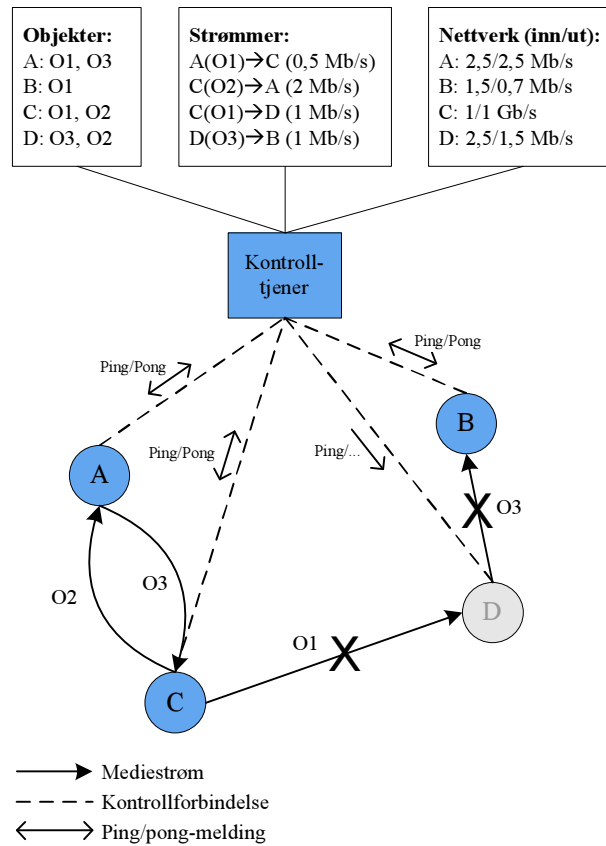 Objekter:
A: O1, O3
B: O1
C: O1, O2
D: O3, O2
Strømmer:
A(O1)→C (0,5 Mb/s)
C(O2)→A (2 Mb/s)
C(O1)→D (1 Mb/s)
D(O3)→B (1 Mb/s)
Nettverk (inn/ut):
A: 2,5/2,5 Mb/s
B: 1,5/0,7 Mb/s
C: 1/1 Gb/s
D: 2,5/1,5 Mb/s
Kontroll-
tjener
Ping/Pong
Ping/Pong
Ping/Pong
Ping/...
B
A
O3
O2
O3
D
O1
C
Mediestrøm
Kontrollforbindelse
Ping/pong-melding